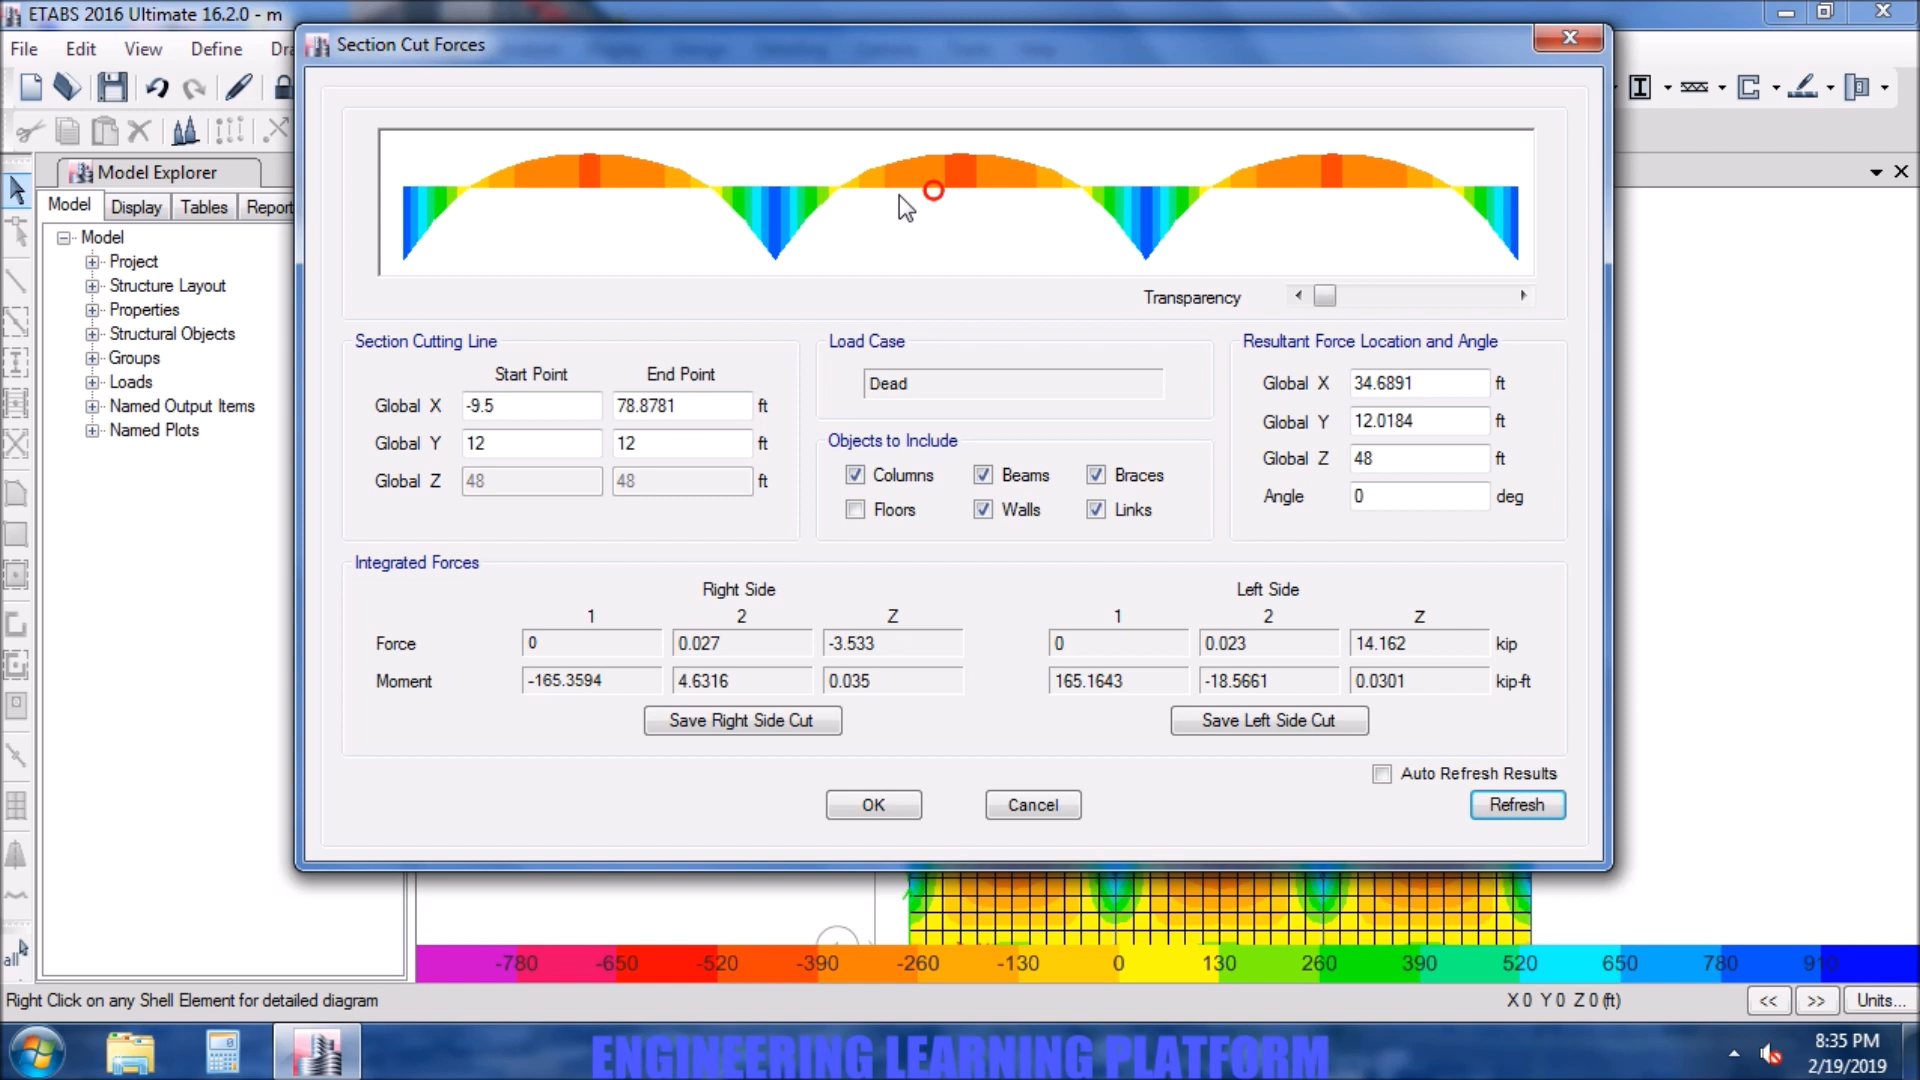 ETABS 2016 Ultimate 16.2.0 - m
File Edit View Define Dra
Section Cut Forces
Model Explorer
Model Display Tables Report
Model
Project
Structure Layout
Properties
Structural Objects
Groups
Loads
Named Output Items
Named Plots
Transparency
Section Cutting Line
Start Point End Point
Global X -9.5 78.8781 ft
Global Y 12 12 ft
Global Z 48 48 ft
Load Case
Dead
Objects to Include
Columns Beams Braces
Floors Walls Links
Resultant Force Location and Angle
Global X 34.6891 ft
Global Y 12.0184 ft
Global Z 48 ft
Angle 0 deg
Integrated Forces
Right Side Left Side
1 2 Z 1 2 Z
Force 0 0.027 -3.533 0 0.023 14.162 kip
Moment -165.3594 4.6316 0.035 165.1643 -18.5661 0.0301 kip-ft
Save Right Side Cut Save Left Side Cut
Auto Refresh Results
OK Cancel Refresh
-780 -650 -520 -390 -260 -130 0 130 260 390 520 650 780 910
all
Right Click on any Shell Element for detailed diagram X 0 Y 0 Z 0 (ft) << >> Units...
ENGINEERING LEARNING PLATFORM
8:35 PM
2/19/2019